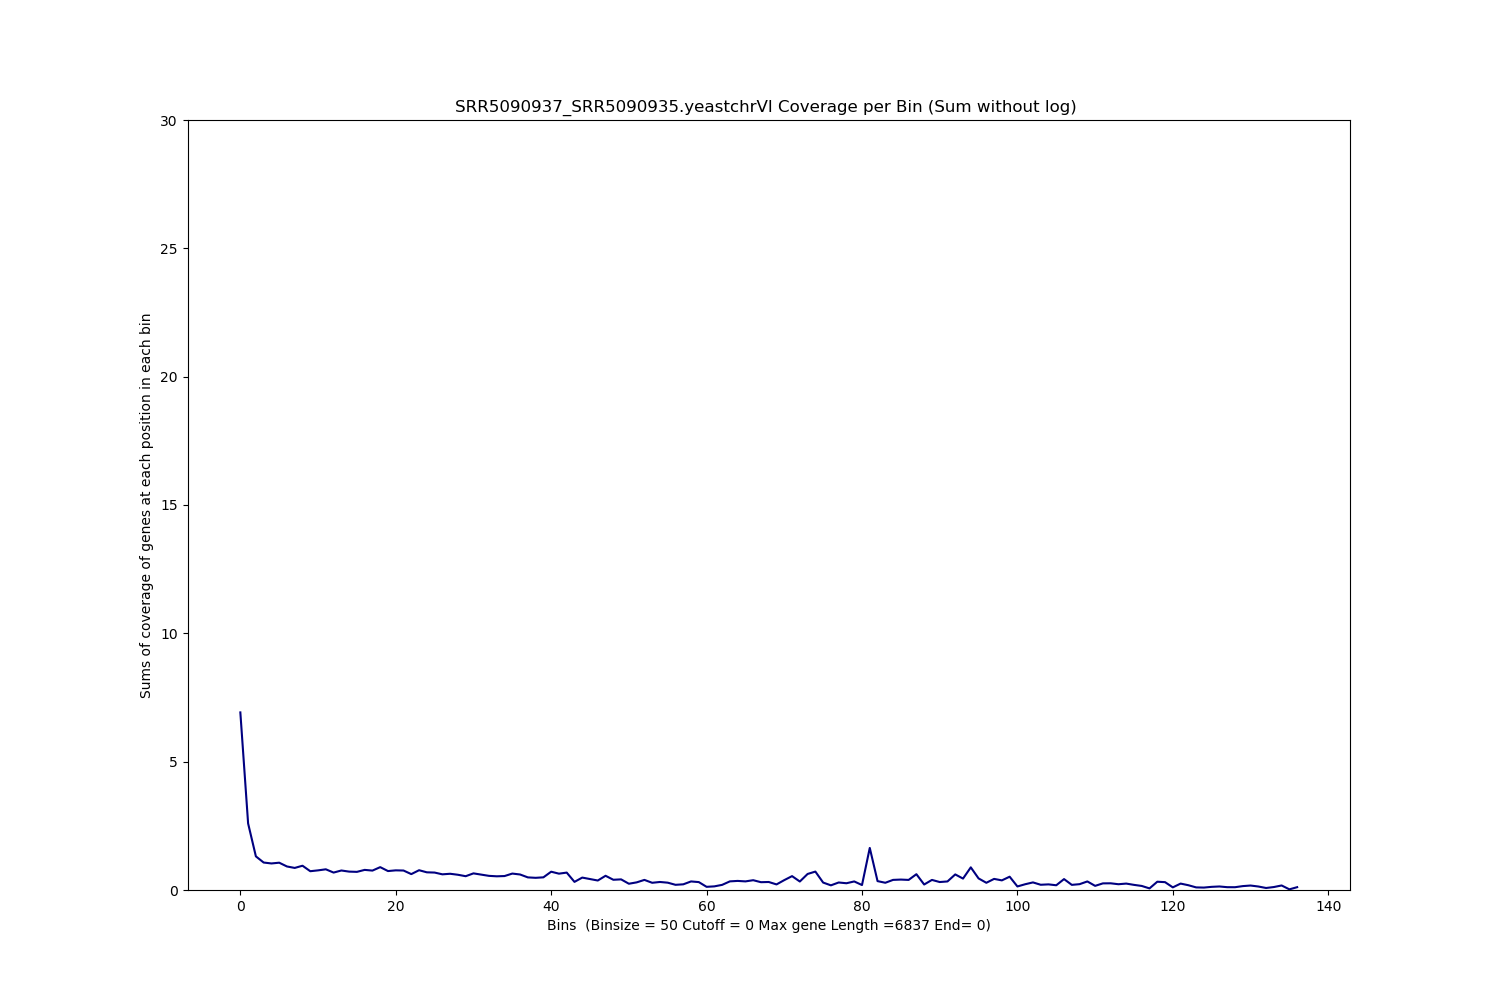 SRR5090937_SRR5090935.yeastchrVI Coverage per Bin (Sum without log)
30
25
20
15
10
5
0
Sums of coverage of genes at each position in each bin
0 20 40 60 80 100 120 140
Bins  (Binsize = 50 Cutoff = 0 Max gene Length =6837 End= 0)